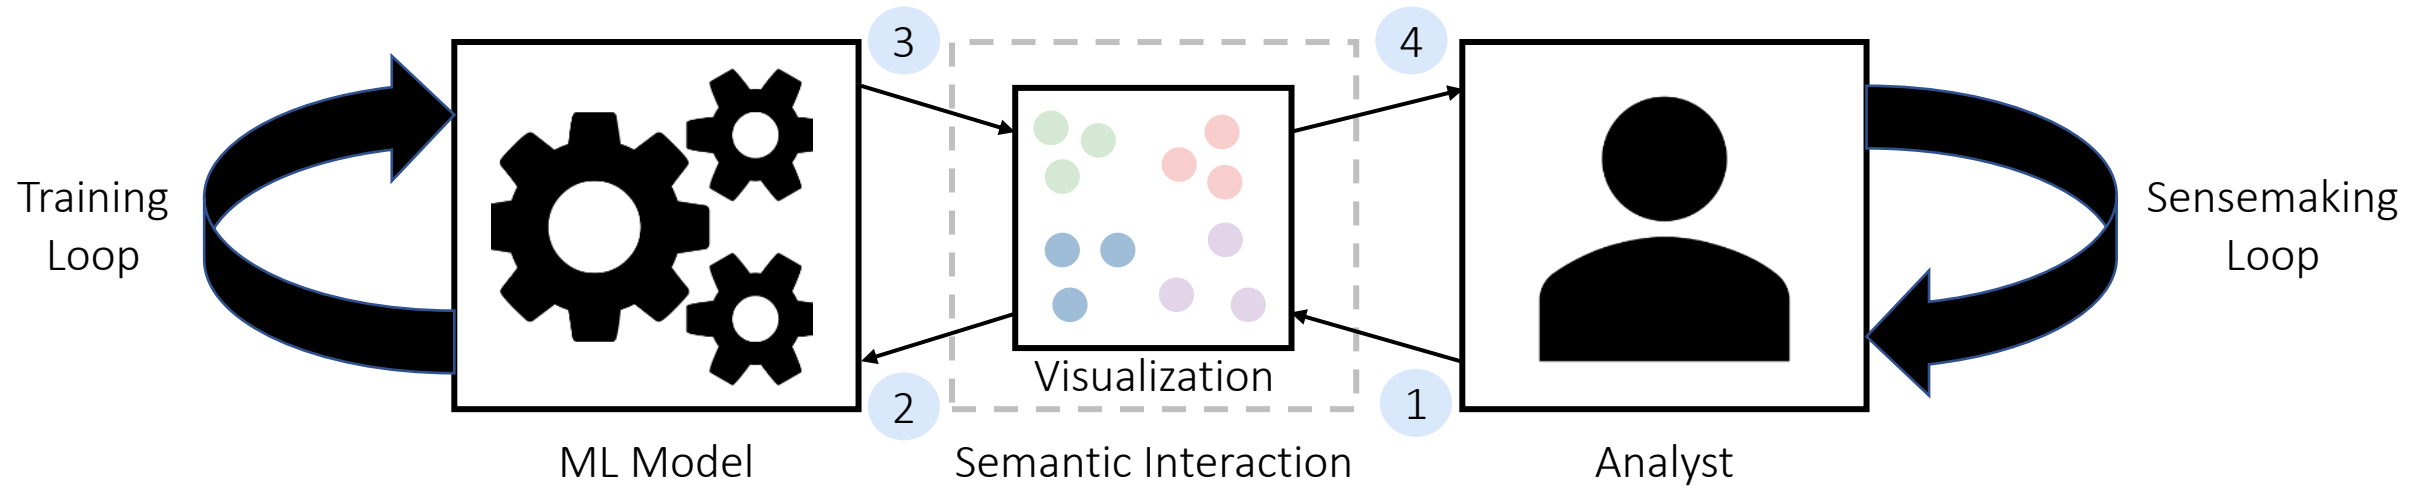 3
4
Training
Loop
Sensemaking
Loop
Visualization
2
1
ML Model
Semantic Interaction
Analyst